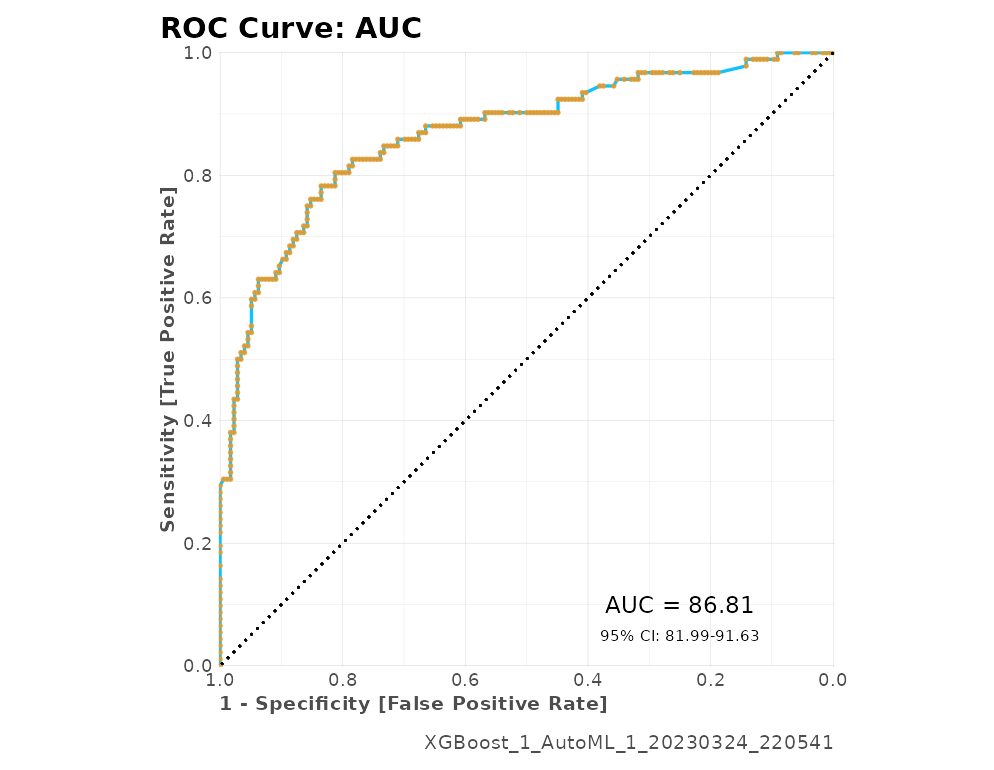 ROC Curve: AUC
Sensitivity [True Positive Rate]
1.0
0.8
0.6
0.4
0.2
0.0
AUC = 86.81
95% CI: 81.99-91.63
1.0 0.8 0.6 0.4 0.2 0.0
1 - Specificity [False Positive Rate]
XGBoost_1_AutoML_1_20230324_220541